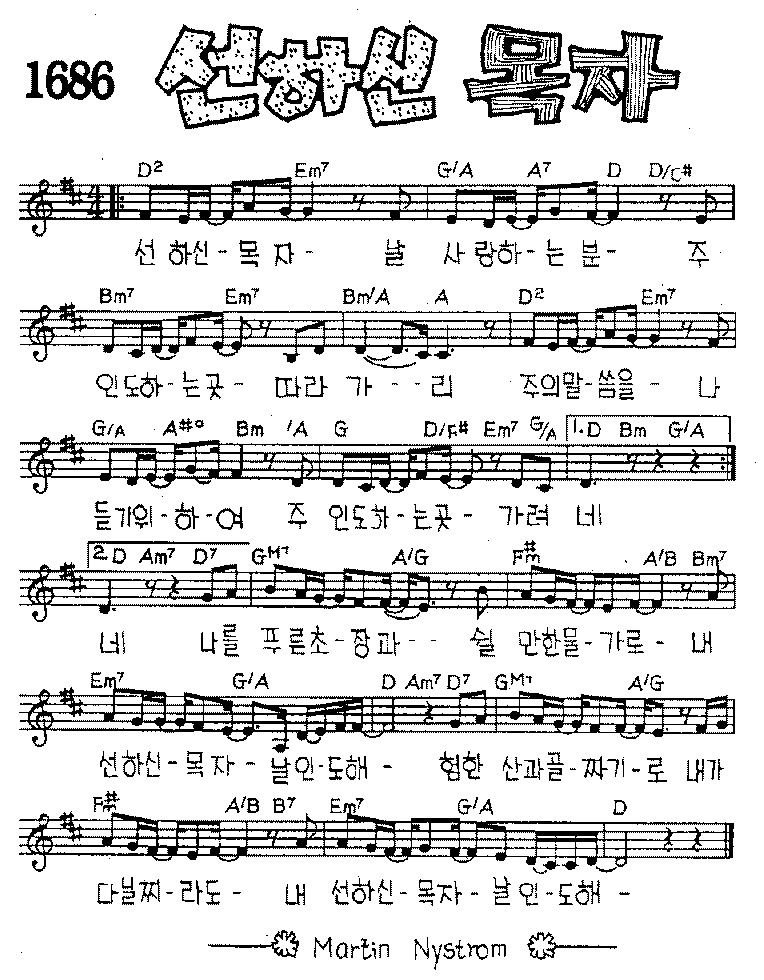 1686 선하신 목자
D2 Em7 G/A A7 D D/C#
선 하신-목 자- 날 사 랑하-는 분- 주
Bm7 Em7 Bm/A A D2 Em7
인도하-는곳- 따라 가--리 주의말-씀을- 나
G/A A#o Bm /A G D/F# Em7 G/A 1.D Bm G/A
듣기위-하-여 주 인도하-는곳- 가려 네
2.D Am7 D7 GM7 A/G F#m A/B Bm7
네 나를 푸른초-장과-- 쉴 만한물-가로- 내
Em7 G/A D Am7 D7 GM7 A/G
선하신-목 자- 날인-도해- 험한 산과골-짜기-로 내가
F#m A/B B7 Em7 G/A D
다닐찌-라도- 내 선하신-목자-날인-도해-
Martin Nystrom